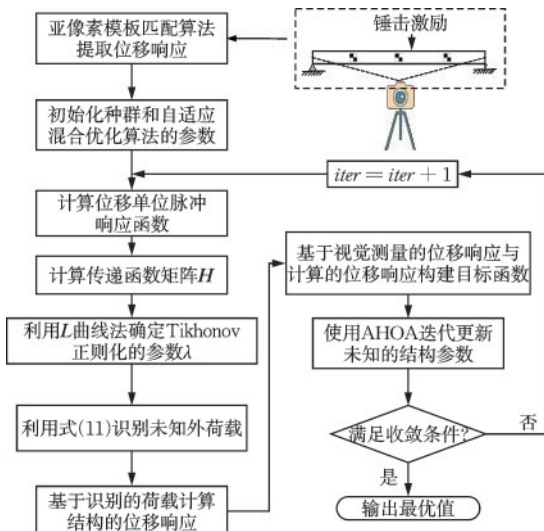 亚像素模板匹配算法
提取位移响应
锤击激励
初始化种群和自适应
混合优化算法的参数
iter=iter+1
计算位移单位脉冲
响应函数
计算传递函数矩阵H
利用L曲线法确定Tikhonov
正则化的参数λ
利用式(11)识别未知外荷载
基于识别的荷载计算
结构的位移响应
基于视觉测量的位移响应与
计算的位移响应构建目标函数
使用AHOA迭代更新
未知的结构参数
满足收敛条件?
否
是
输出最优值